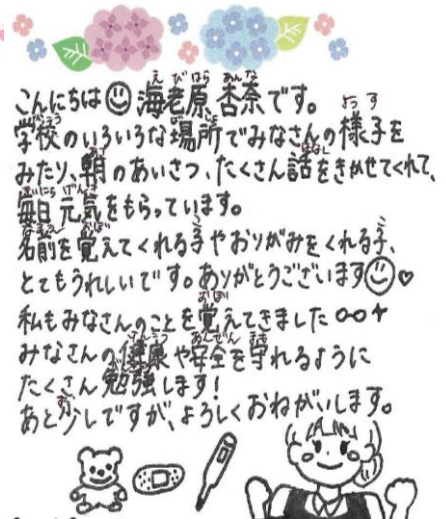 こんにちは☺ 海老原 杏奈です。
学校のいろいろな場所でみなさんの様子を
みたり、朝のあいさつ、たくさん話をきかせてくれて、
毎日元気をもらっています。
名前を覚えてくれる子やおりがみをくれる子、
とてもうれしいです。ありがとうございます☺♡
私もみなさんのことを覚えてきました
みなさんの健康や安全を守れるように
たくさん勉強します!
あと少しですが、よろしくおねがいします。